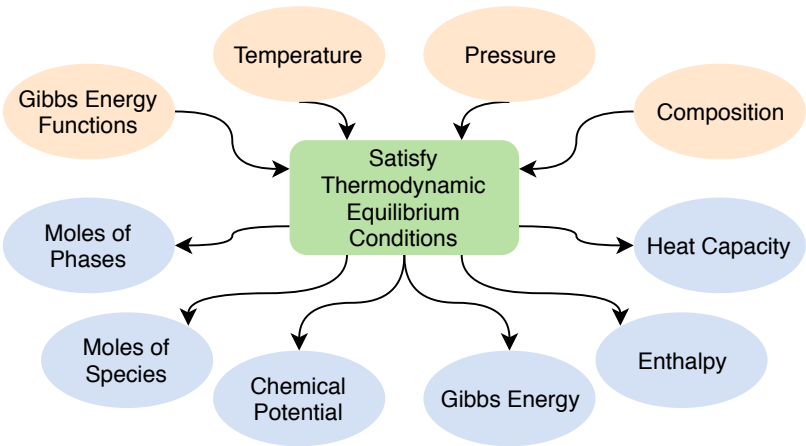 Temperature
Pressure
Gibbs Energy
Functions
Composition
Satisfy
Thermodynamic
Equilibrium
Conditions
Moles of
Phases
Heat Capacity
Moles of
Species
Chemical
Potential
Gibbs Energy
Enthalpy